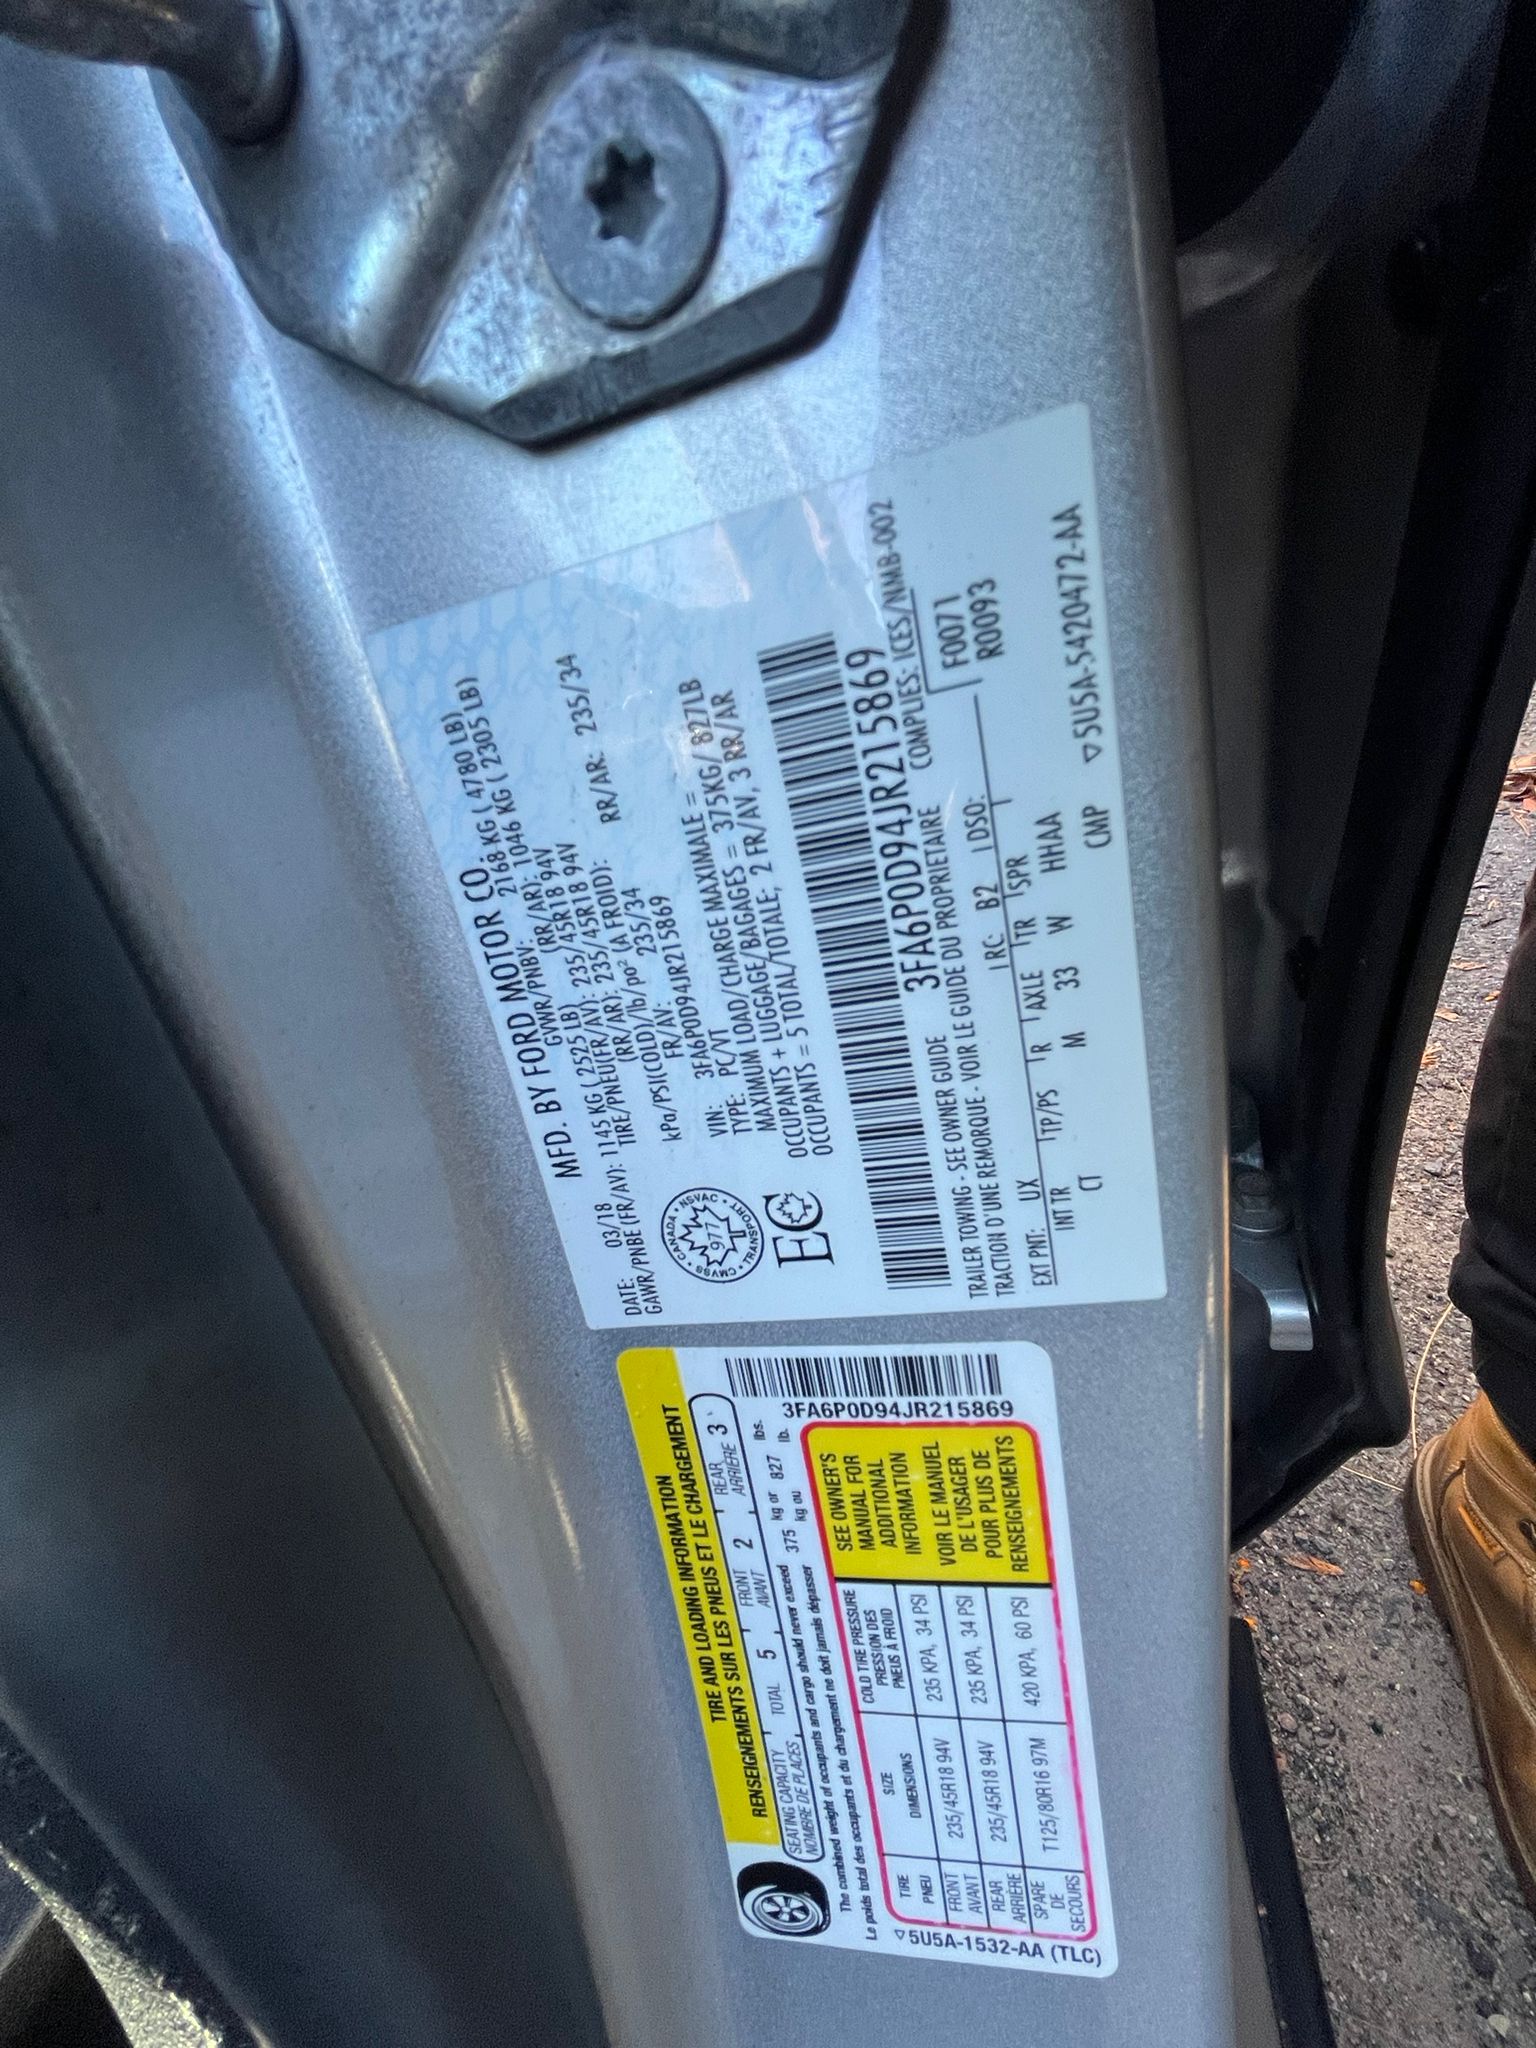 MFD. BY FORD MOTOR CO.
DATE: 03/18 GVWR/PNBV: 2168 KG ( 4780 LB)
GAWR/PNBE (FR/AV): 1145 KG ( 2525 LB) (RR/AR): 1046 KG ( 2305 LB)
TIRE/PNEU(FR/AV): 235/45R18 94V
(RR/AR): 235/45R18 94V
kPa/PSI(COLD)/lb/po² (A FROID):
FR/AV: 235/34 RR/AR: 235/34
VIN: 3FA6P0D94JR215869
TYPE: PC/VT
MAXIMUM LOAD/CHARGE MAXIMALE =
OCCUPANTS + LUGGAGE/BAGAGES = 375KG/ 827LB
OCCUPANTS = 5 TOTAL/TOTALE; 2 FR/AV, 3 RR/AR
CANADA • NSVAC • TRANSPORT • CMVSS •
977
EC
3FA6P0D94JR215869
TRAILER TOWING - SEE OWNER GUIDE COMPLIES: ICES/NMB-002
TRACTION D'UNE REMORQUE - VOIR LE GUIDE DU PROPRIETAIRE
F0071
R0093
EXT PNT: UX RC: B2 DSO:
INT TR TP/PS R AXLE TR SPR
CT M 33 W HHAA
CMP ▽5U5A-5420472-AA
TIRE AND LOADING INFORMATION
RENSEIGNEMENTS SUR LES PNEUS ET LE CHARGEMENT
SEATING CAPACITY TOTAL 5 FRONT 2 REAR 3
NOMBRE DE PLACES AVANT ARRIÈRE
The combined weight of occupants and cargo should never exceed 375 kg or 827 lbs.
Le poids total des occupants et du chargement ne doit jamais dépasser kg ou lb.
3FA6P0D94JR215869
TIRE SIZE COLD TIRE PRESSURE
PNEU DIMENSIONS PRESSION DES PNEUS À FROID
FRONT AVANT 235/45R18 94V 235 KPA, 34 PSI
REAR ARRIÈRE 235/45R18 94V 235 KPA, 34 PSI
SPARE DE SECOURS T125/80R16 97M 420 KPA, 60 PSI
SEE OWNER'S
MANUAL FOR
ADDITIONAL
INFORMATION
VOIR LE MANUEL
DE L'USAGER
POUR PLUS DE
RENSEIGNEMENTS
▽5U5A-1532-AA (TLC)